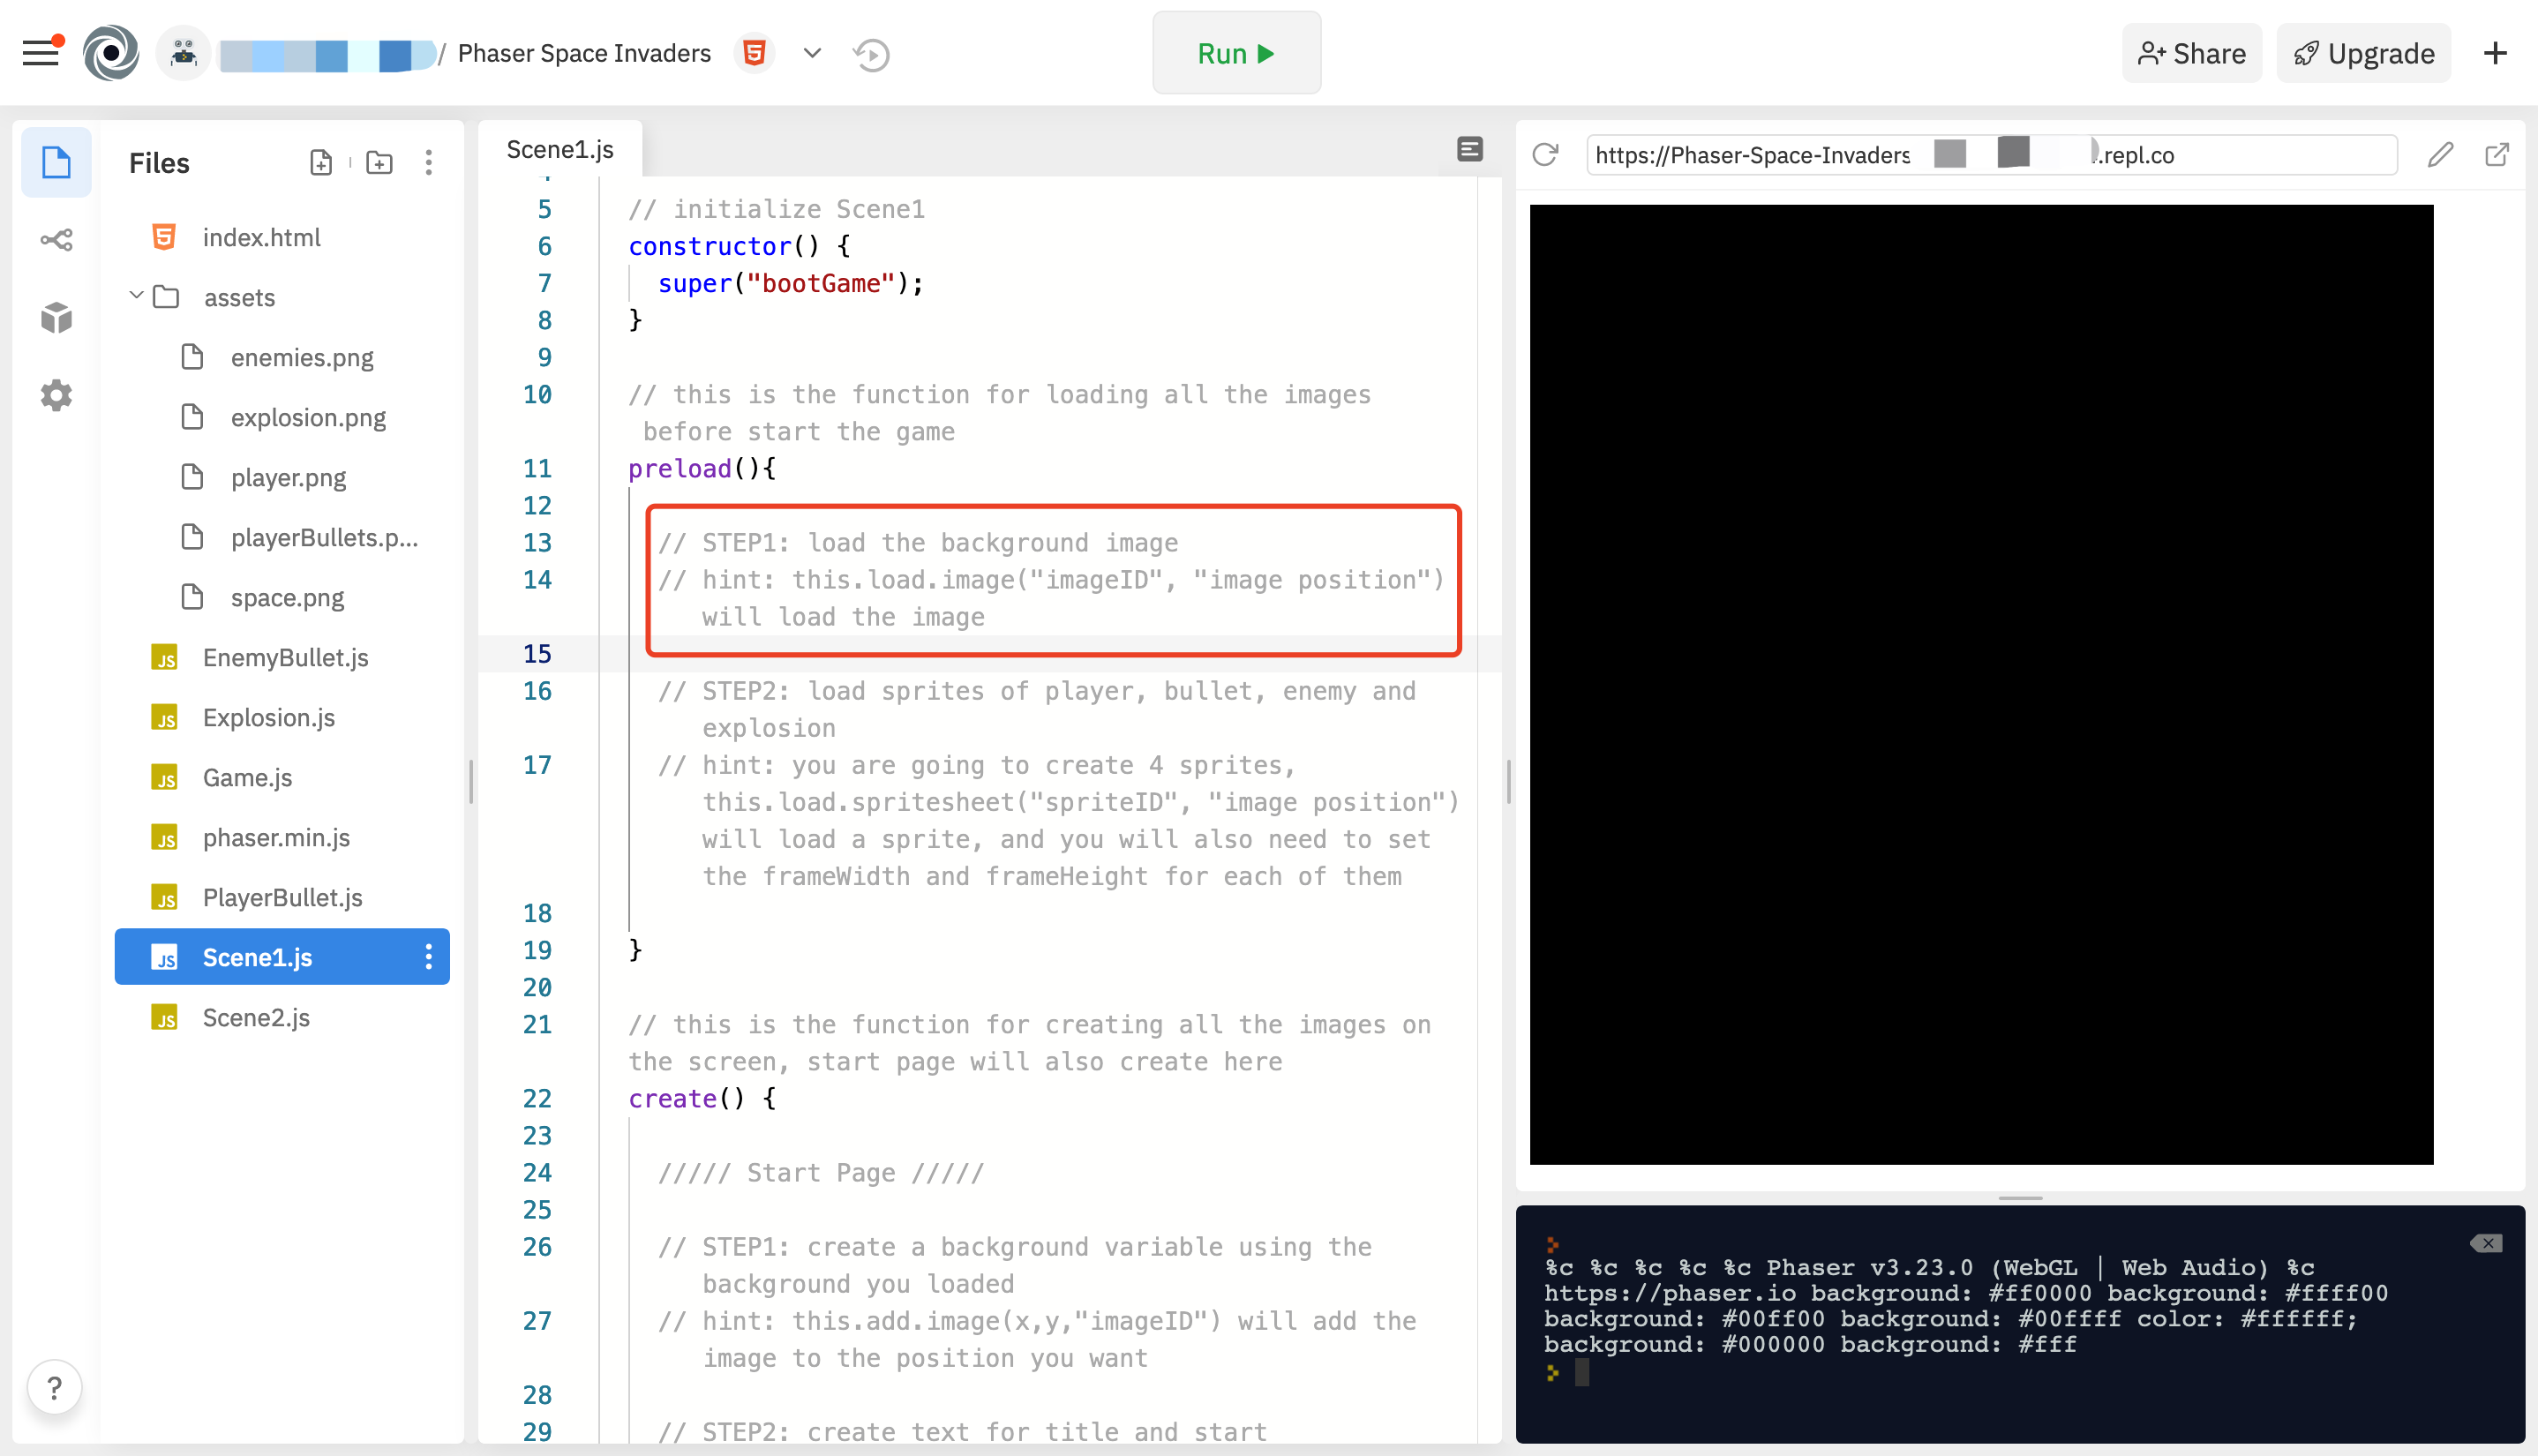 / Phaser Space Invaders
Run
Share
Upgrade
Files
index.html
assets
enemies.png
explosion.png
player.png
playerBullets.p...
space.png
EnemyBullet.js
Explosion.js
Game.js
phaser.min.js
PlayerBullet.js
Scene1.js
Scene2.js
?
Scene1.js
5 // initialize Scene1
6 constructor() {
7 super("bootGame");
8 }
9
10 // this is the function for loading all the images
before start the game
11 preload(){
12
13 // STEP1: load the background image
14 // hint: this.load.image("imageID", "image position")
will load the image
15
16 // STEP2: load sprites of player, bullet, enemy and
explosion
17 // hint: you are going to create 4 sprites,
this.load.spritesheet("spriteID", "image position")
will load a sprite, and you will also need to set
the frameWidth and frameHeight for each of them
18
19 }
20
21 // this is the function for creating all the images on
the screen, start page will also create here
22 create() {
23
24 ///// Start Page /////
25
26 // STEP1: create a background variable using the
background you loaded
27 // hint: this.add.image(x,y,"imageID") will add the
image to the position you want
28
29 // STEP2: create text for title and start
https://Phaser-Space-Invaders .repl.co
%c %c %c %c %c Phaser v3.23.0 (WebGL | Web Audio) %c
https://phaser.io background: #ff0000 background: #ffff00
background: #00ff00 background: #00ffff color: #ffffff;
background: #000000 background: #fff